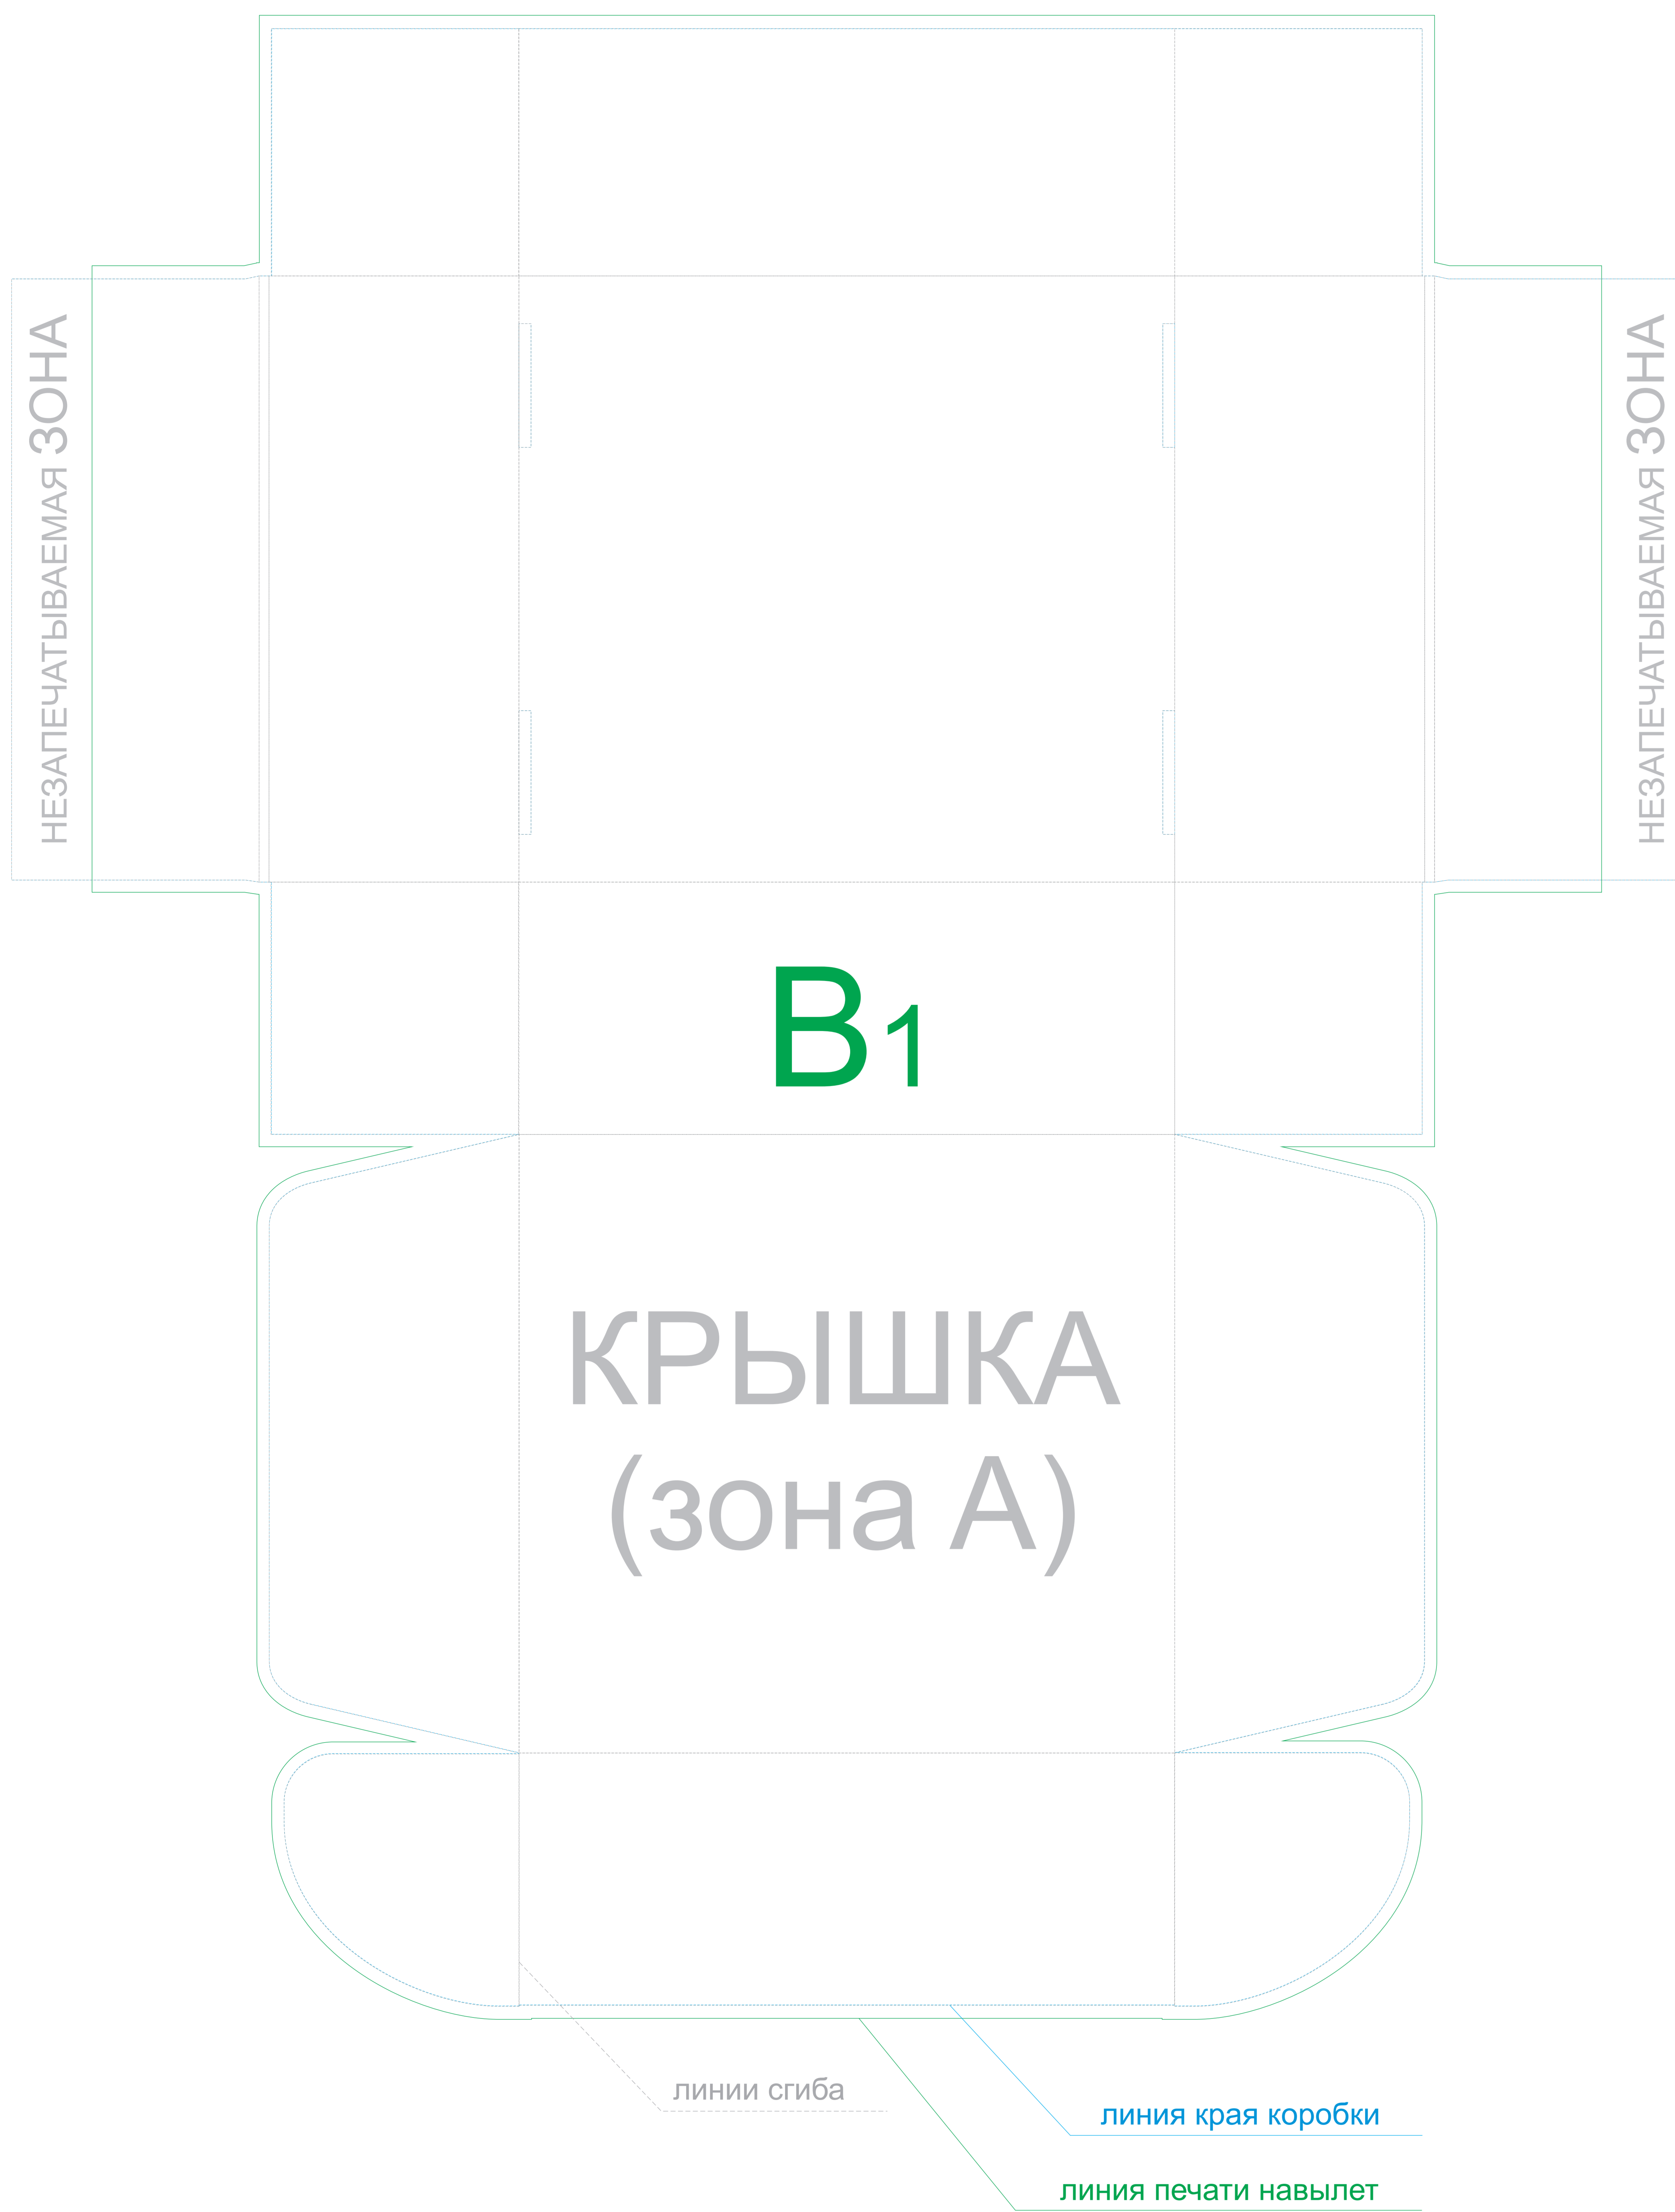 НЕЗАПЕЧАТЫВАЕМАЯ ЗОНА
НЕЗАПЕЧАТЫВАЕМАЯ ЗОНА
В1
КРЫШКА
(зона А)
линии сгиба
линия края коробки
линия печати навылет